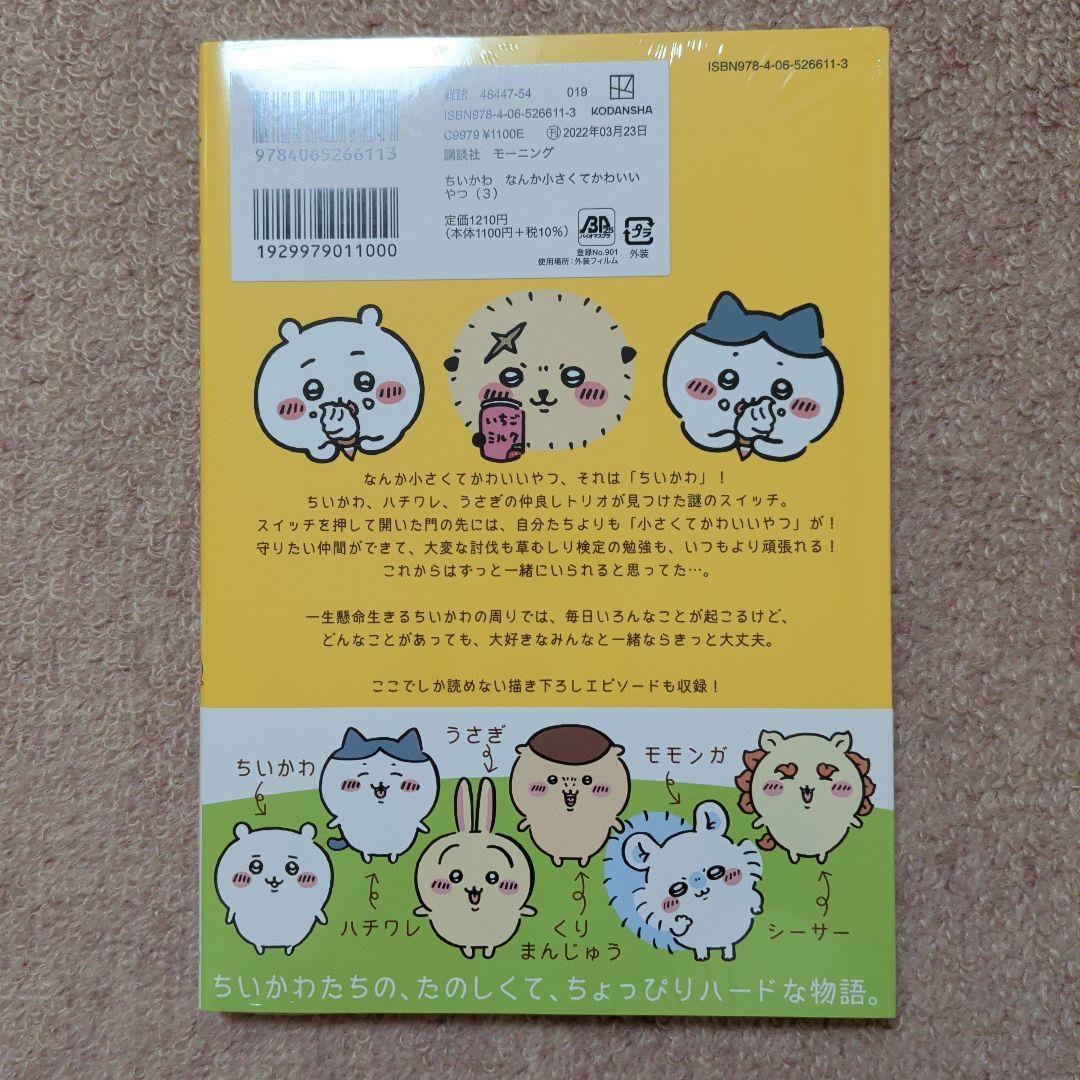 ISBN978-4-06-526611-3
9784065266113
1929979011000
雑誌 48447-54 019
ISBN978-4-06-526611-3
KODANSHA
C9979 ¥1100E ㊞2022年03月23日
講談社 モーニング
ちいかわ なんか小さくてかわいい
やつ（3）
定価1210円
（本体1100円＋税10%）
バイオマスプラ
25
登録No.901
使用場所：外装フィルム
プラ
外装
いちご
ミルク
なんか小さくてかわいいやつ、それは「ちいかわ」！
ちいかわ、ハチワレ、うさぎの仲良しトリオが見つけた謎のスイッチ。
スイッチを押して開いた門の先には、自分たちよりも「小さくてかわいいやつ」が！
守りたい仲間ができて、大変な討伐も草むしり検定の勉強も、いつもより頑張れる！
これからはずっと一緒にいられると思ってた…。
一生懸命生きるちいかわの周りでは、毎日いろんなことが起こるけど、
どんなことがあっても、大好きなみんなと一緒ならきっと大丈夫。
ここでしか読めない描き下ろしエピソードも収録！
ちいかわ
うさぎ
モモンガ
ハチワレ
くり
まんじゅう
シーサー
ちいかわたちの、たのしくて、ちょっぴりハードな物語。